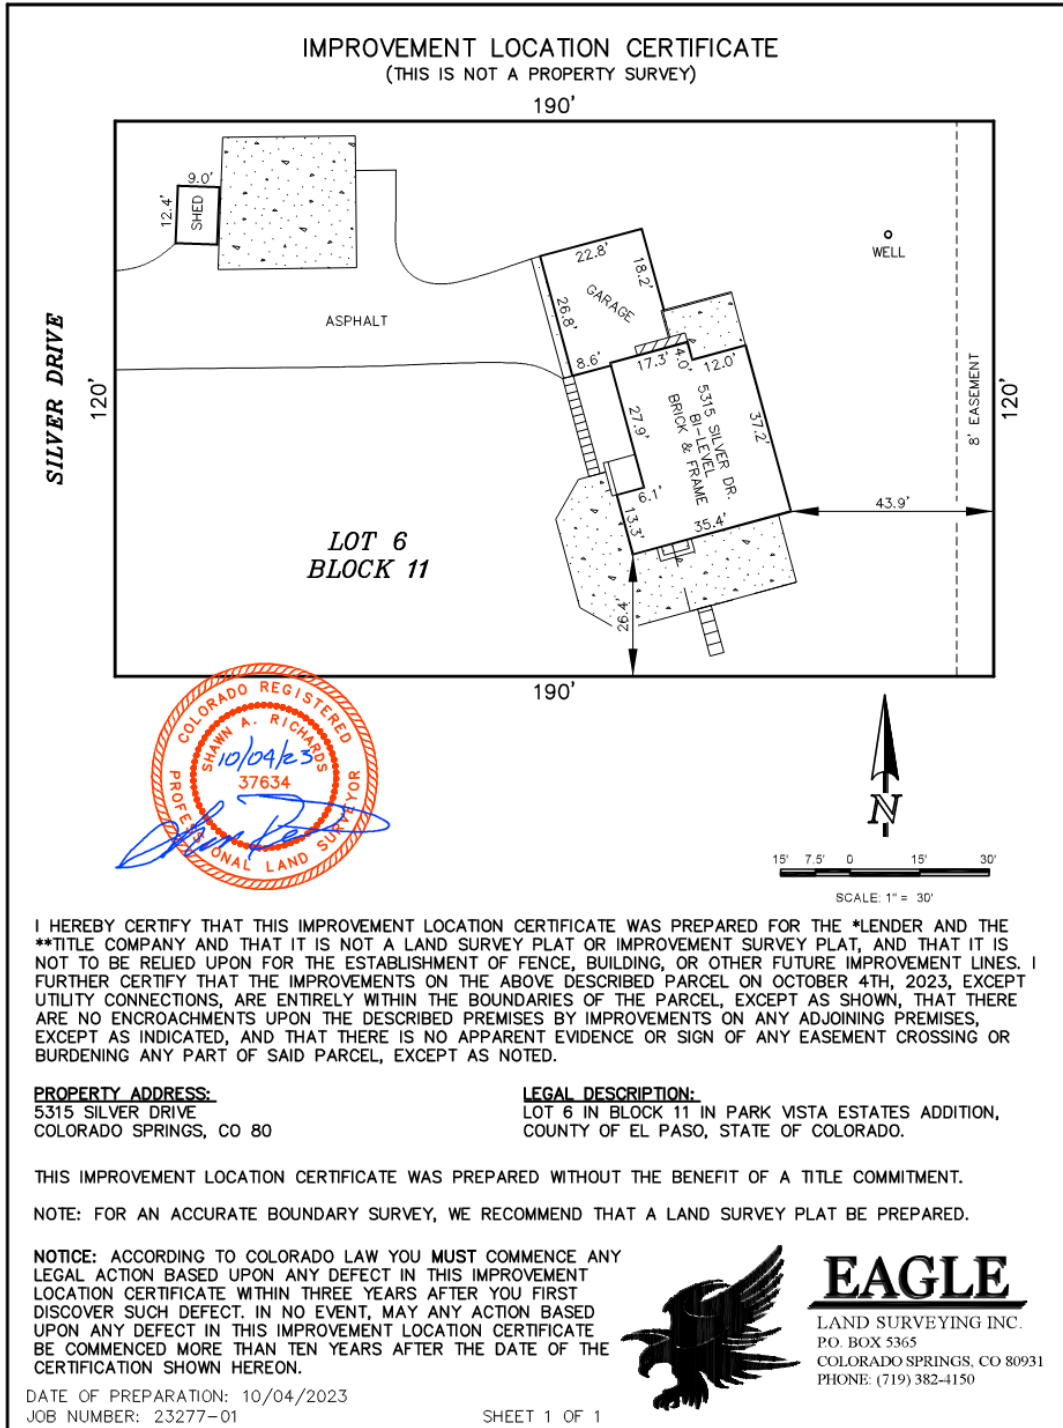 IMPROVEMENT LOCATION CERTIFICATE
(THIS IS NOT A PROPERTY SURVEY)
190'
9.0'
12.4'
SHED
ASPHALT
SILVER DRIVE
120'
22.8'
18.2'
GARAGE
26.8'
8.6'
17.3'
4.0'
12.0'
WELL
8' EASEMENT
120'
5315 SILVER DR.
BI-LEVEL
BRICK & FRAME
27.9'
37.2'
6.1'
13.3'
35.4'
43.9'
26.4'
LOT 6
BLOCK 11
190'
COLORADO REGISTERED
SHAWN A. RICHARDS
10/04/23
37634
PROFESSIONAL LAND SURVEYOR
N
15' 7.5' 0 15' 30'
SCALE: 1" = 30'
I HEREBY CERTIFY THAT THIS IMPROVEMENT LOCATION CERTIFICATE WAS PREPARED FOR THE *LENDER AND THE
**TITLE COMPANY AND THAT IT IS NOT A LAND SURVEY PLAT OR IMPROVEMENT SURVEY PLAT, AND THAT IT IS
NOT TO BE RELIED UPON FOR THE ESTABLISHMENT OF FENCE, BUILDING, OR OTHER FUTURE IMPROVEMENT LINES. I
FURTHER CERTIFY THAT THE IMPROVEMENTS ON THE ABOVE DESCRIBED PARCEL ON OCTOBER 4TH, 2023, EXCEPT
UTILITY CONNECTIONS, ARE ENTIRELY WITHIN THE BOUNDARIES OF THE PARCEL, EXCEPT AS SHOWN, THAT THERE
ARE NO ENCROACHMENTS UPON THE DESCRIBED PREMISES BY IMPROVEMENTS ON ANY ADJOINING PREMISES,
EXCEPT AS INDICATED, AND THAT THERE IS NO APPARENT EVIDENCE OR SIGN OF ANY EASEMENT CROSSING OR
BURDENING ANY PART OF SAID PARCEL, EXCEPT AS NOTED.
PROPERTY ADDRESS:
5315 SILVER DRIVE
COLORADO SPRINGS, CO 80
LEGAL DESCRIPTION:
LOT 6 IN BLOCK 11 IN PARK VISTA ESTATES ADDITION,
COUNTY OF EL PASO, STATE OF COLORADO.
THIS IMPROVEMENT LOCATION CERTIFICATE WAS PREPARED WITHOUT THE BENEFIT OF A TITLE COMMITMENT.
NOTE: FOR AN ACCURATE BOUNDARY SURVEY, WE RECOMMEND THAT A LAND SURVEY PLAT BE PREPARED.
NOTICE: ACCORDING TO COLORADO LAW YOU MUST COMMENCE ANY
LEGAL ACTION BASED UPON ANY DEFECT IN THIS IMPROVEMENT
LOCATION CERTIFICATE WITHIN THREE YEARS AFTER YOU FIRST
DISCOVER SUCH DEFECT. IN NO EVENT, MAY ANY ACTION BASED
UPON ANY DEFECT IN THIS IMPROVEMENT LOCATION CERTIFICATE
BE COMMENCED MORE THAN TEN YEARS AFTER THE DATE OF THE
CERTIFICATION SHOWN HEREON.
DATE OF PREPARATION: 10/04/2023
JOB NUMBER: 23277-01
SHEET 1 OF 1
EAGLE
LAND SURVEYING INC.
P.O. BOX 5365
COLORADO SPRINGS, CO 80931
PHONE: (719) 382-4150